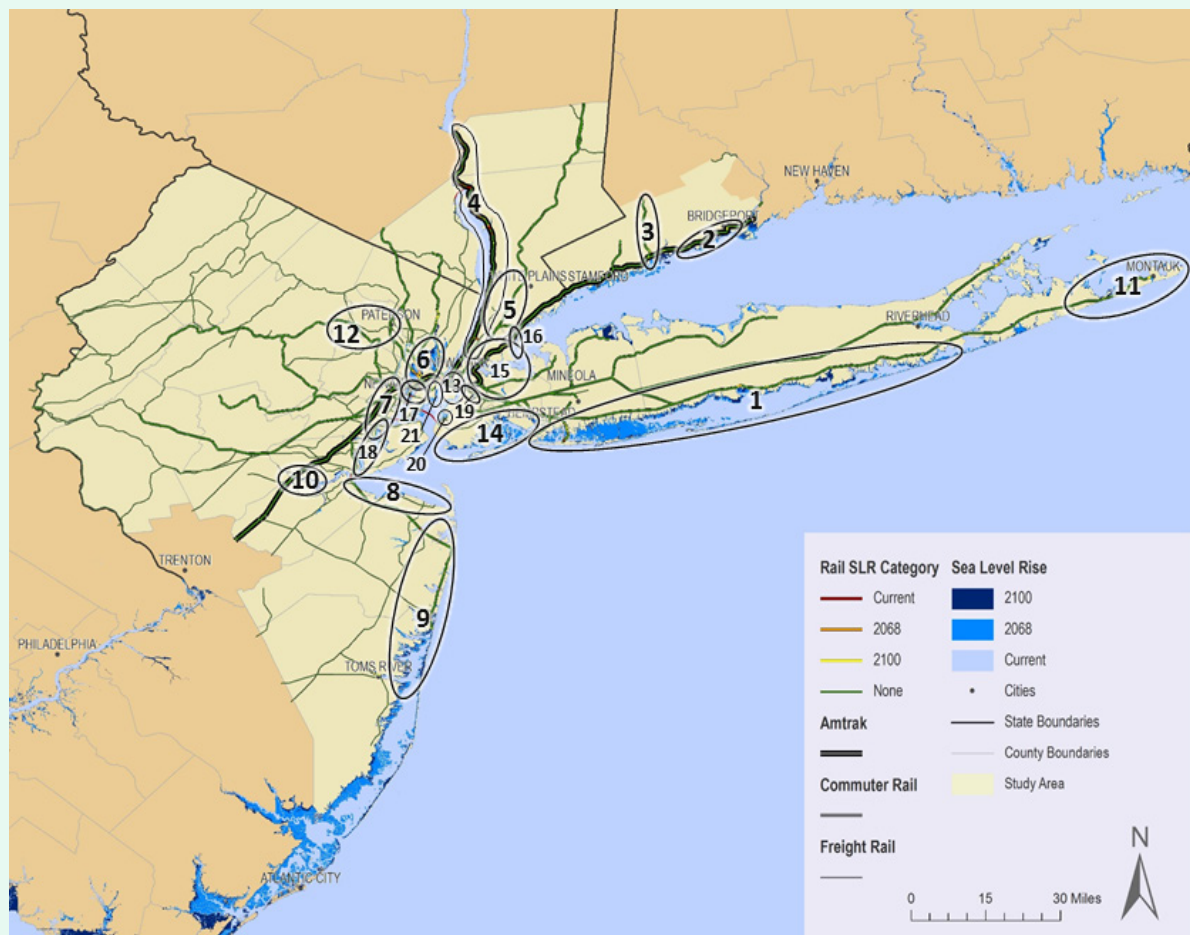 NEW HAVEN
BRIDGEPORT
4
3
2
PLAINS
STAMFORD
MONTAUK
11
5
PATERSON
12
RIVERHEAD
16
6
15
MINEOLA
13
7
17
19
HEMPSTEAD
1
14
21
18
20
10
8
TRENTON
9
PHILADELPHIA
TOMS RIVER
ATLANTIC CITY
Rail SLR Category
Current
2068
2100
None
Amtrak
Commuter Rail
Freight Rail
Sea Level Rise
2100
2068
Current
Cities
State Boundaries
County Boundaries
Study Area
N
0 15 30 Miles